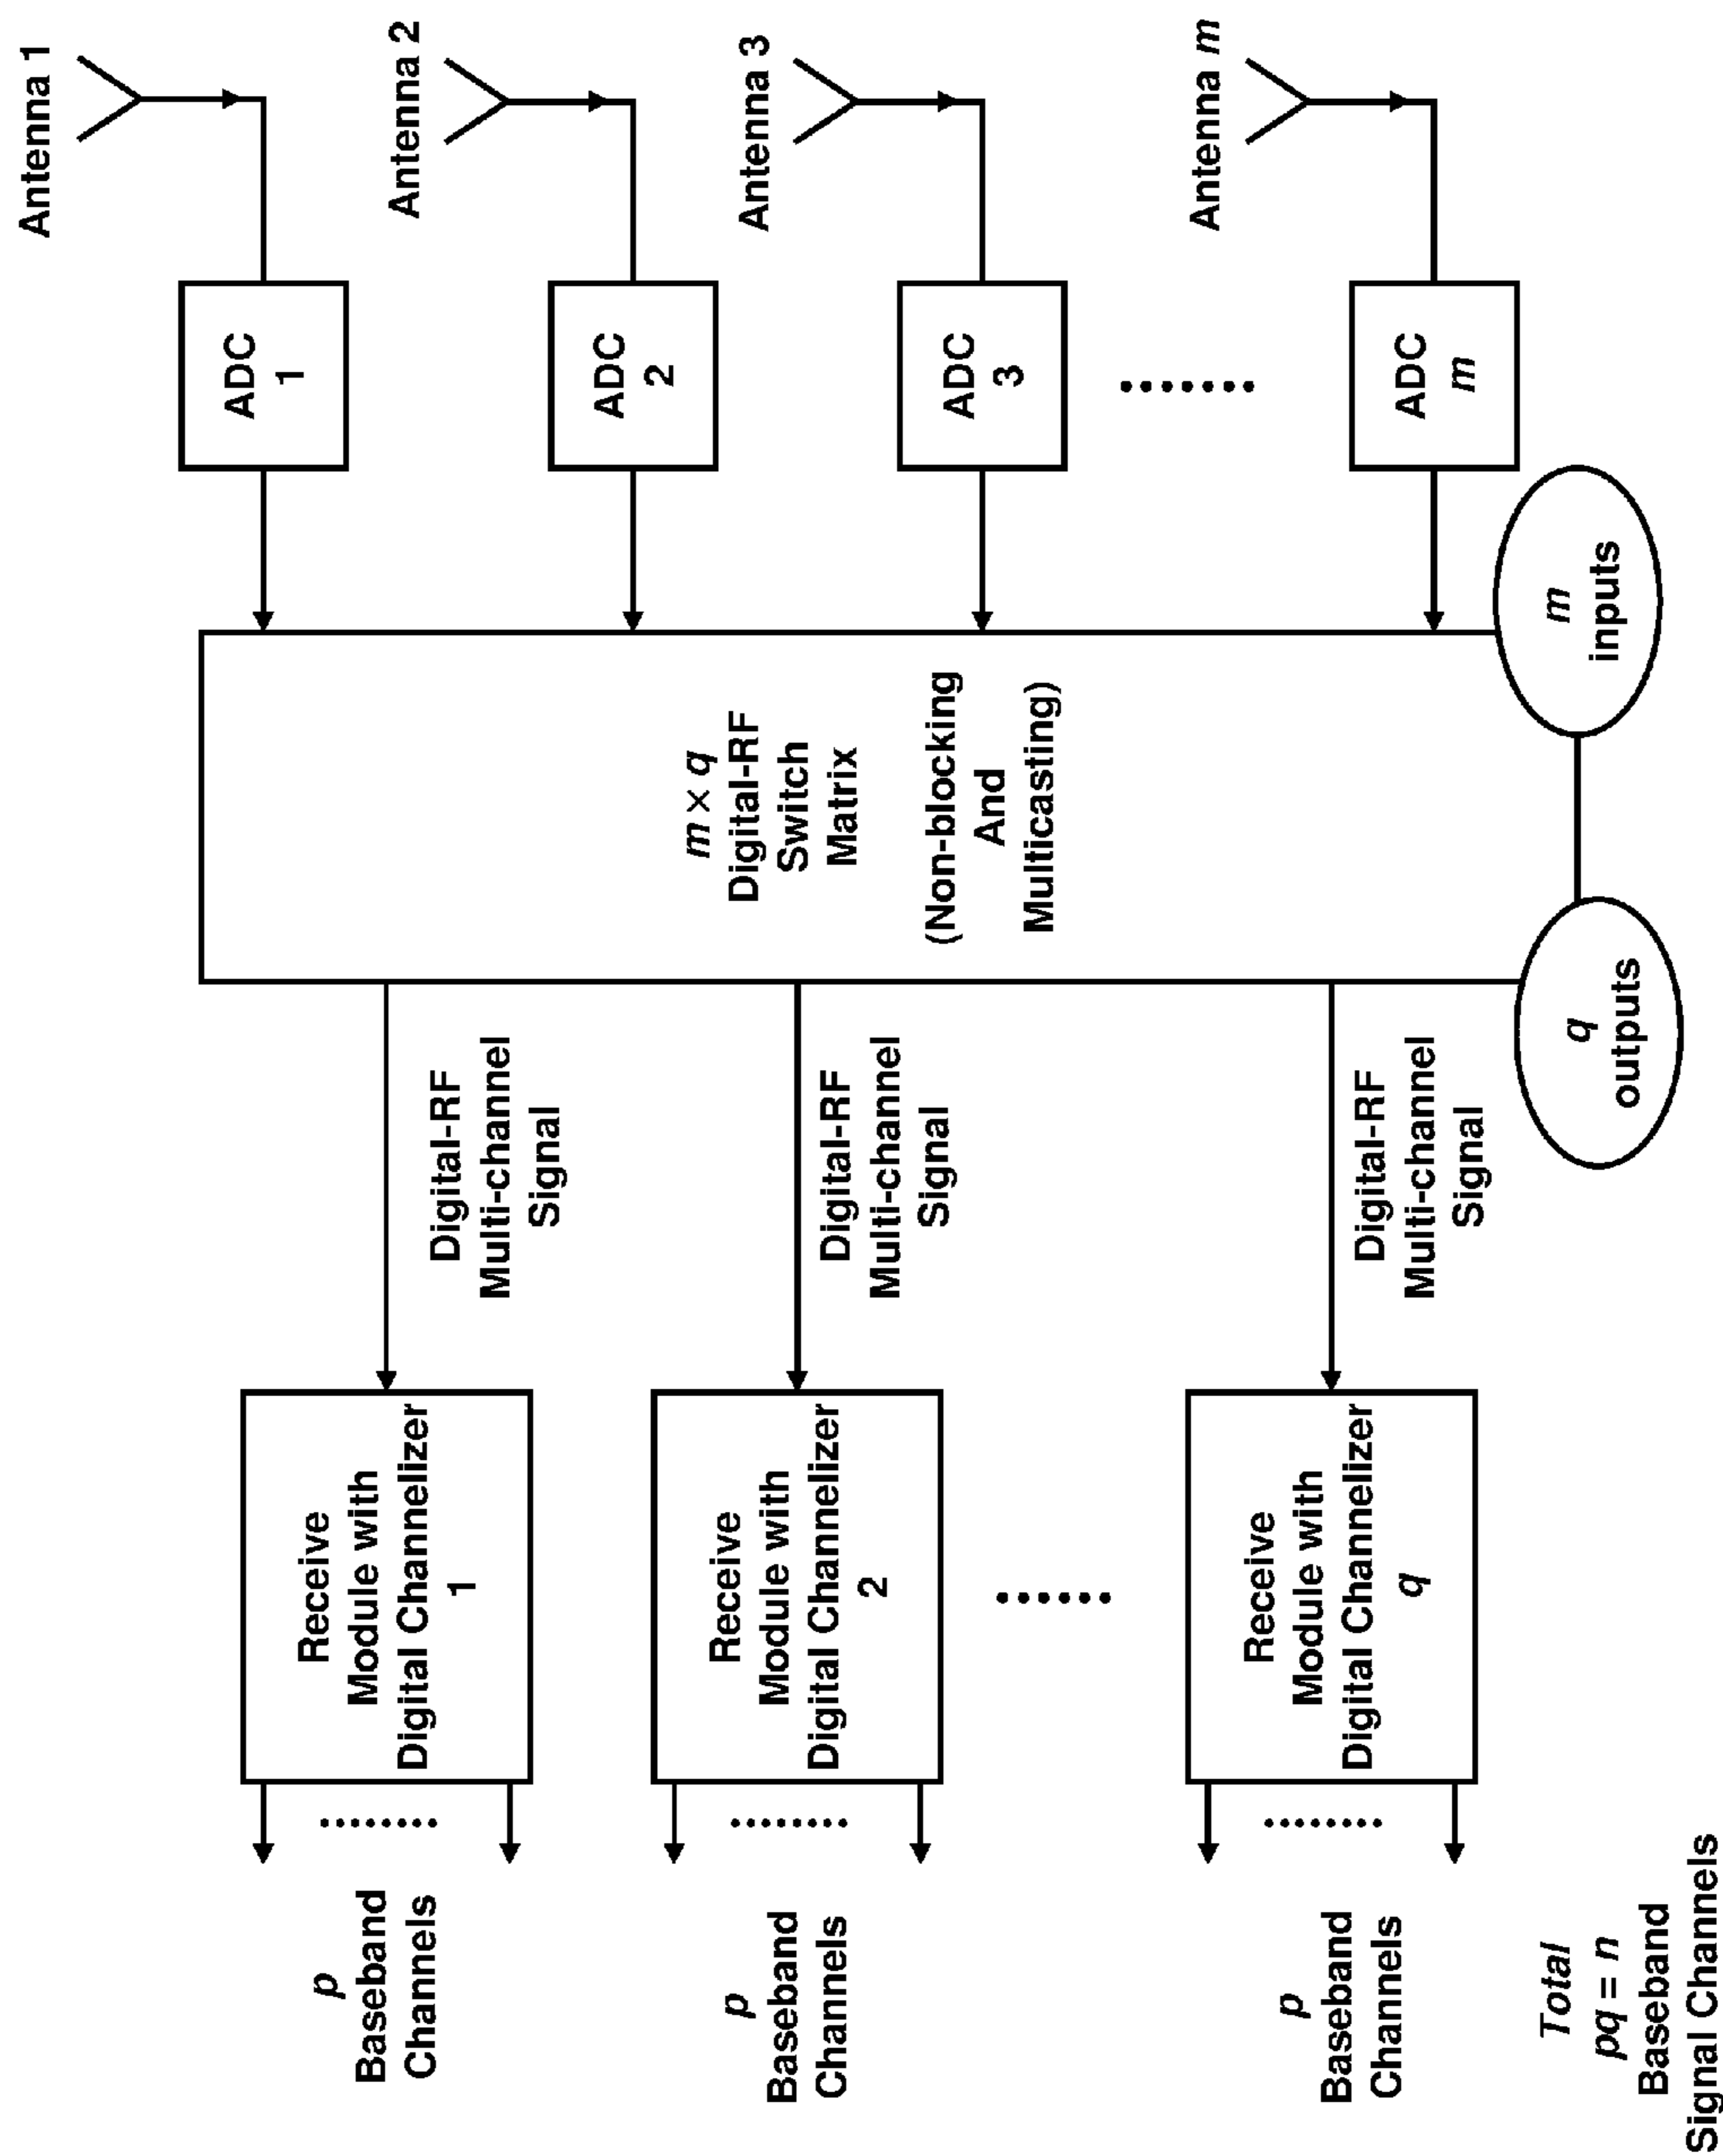 Antenna 1
Antenna 2
Antenna 3
Antenna m
ADC
1
ADC
2
ADC
3
ADC
m
m × q
Digital-RF
Switch
Matrix
(Non-blocking
And
Multicasting)
m
inputs
q
outputs
Digital-RF
Multi-channel
Signal
Digital-RF
Multi-channel
Signal
Digital-RF
Multi-channel
Signal
Receive
Module with
Digital Channelizer
1
Receive
Module with
Digital Channelizer
2
Receive
Module with
Digital Channelizer
q
p
Baseband
Channels
p
Baseband
Channels
p
Baseband
Channels
Total
pq = n
Baseband
Signal Channels